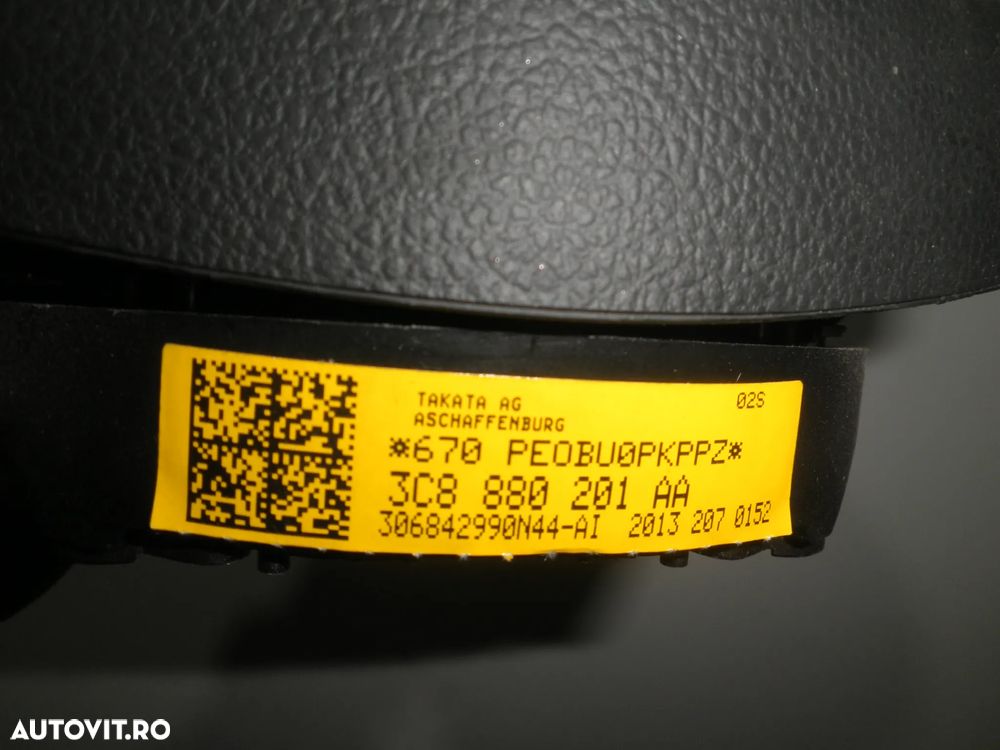 TAKATA AG 02S
ASCHAFFENBURG
*670 PEOBU0PKPPZ*
3C8 880 201 AA
306842990N44-AI 2013 207 0152
AUTOVIT.RO